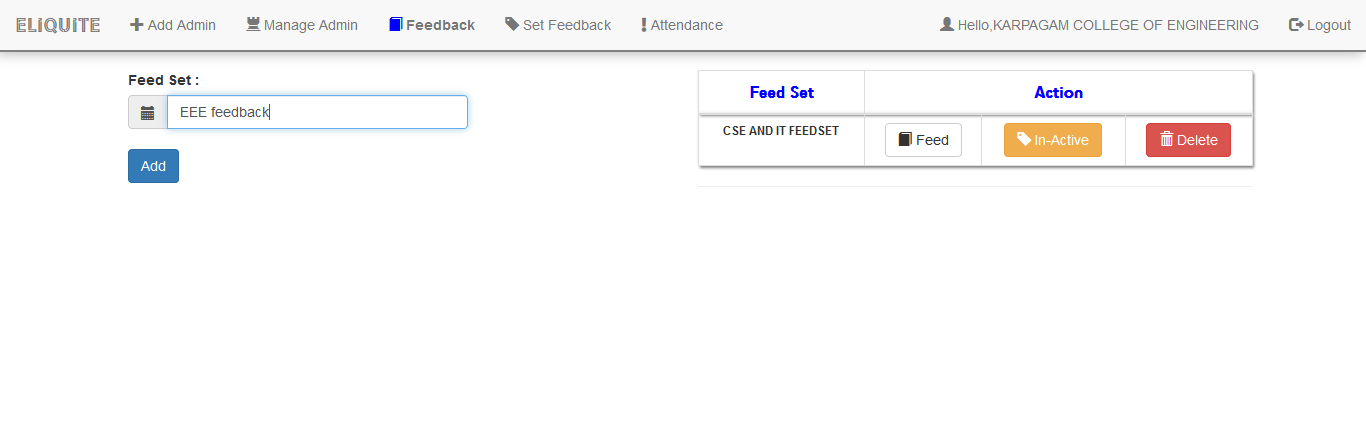 ELiQUiTE Add Admin Manage Admin Feedback Set Feedback Attendance Hello,KARPAGAM COLLEGE OF ENGINEERING Logout
Feed Set :
EEE feedback
Add
Feed Set Action
CSE AND IT FEEDSET Feed In-Active Delete